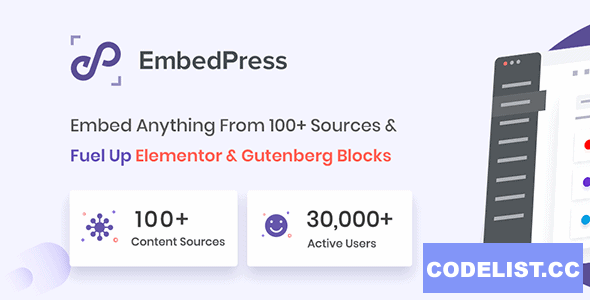 EmbedPress
Embed Anything From 100+ Sources &
Fuel Up Elementor & Gutenberg Blocks
100+
Content Sources
30,000+
Active Users
CODELIST.CC